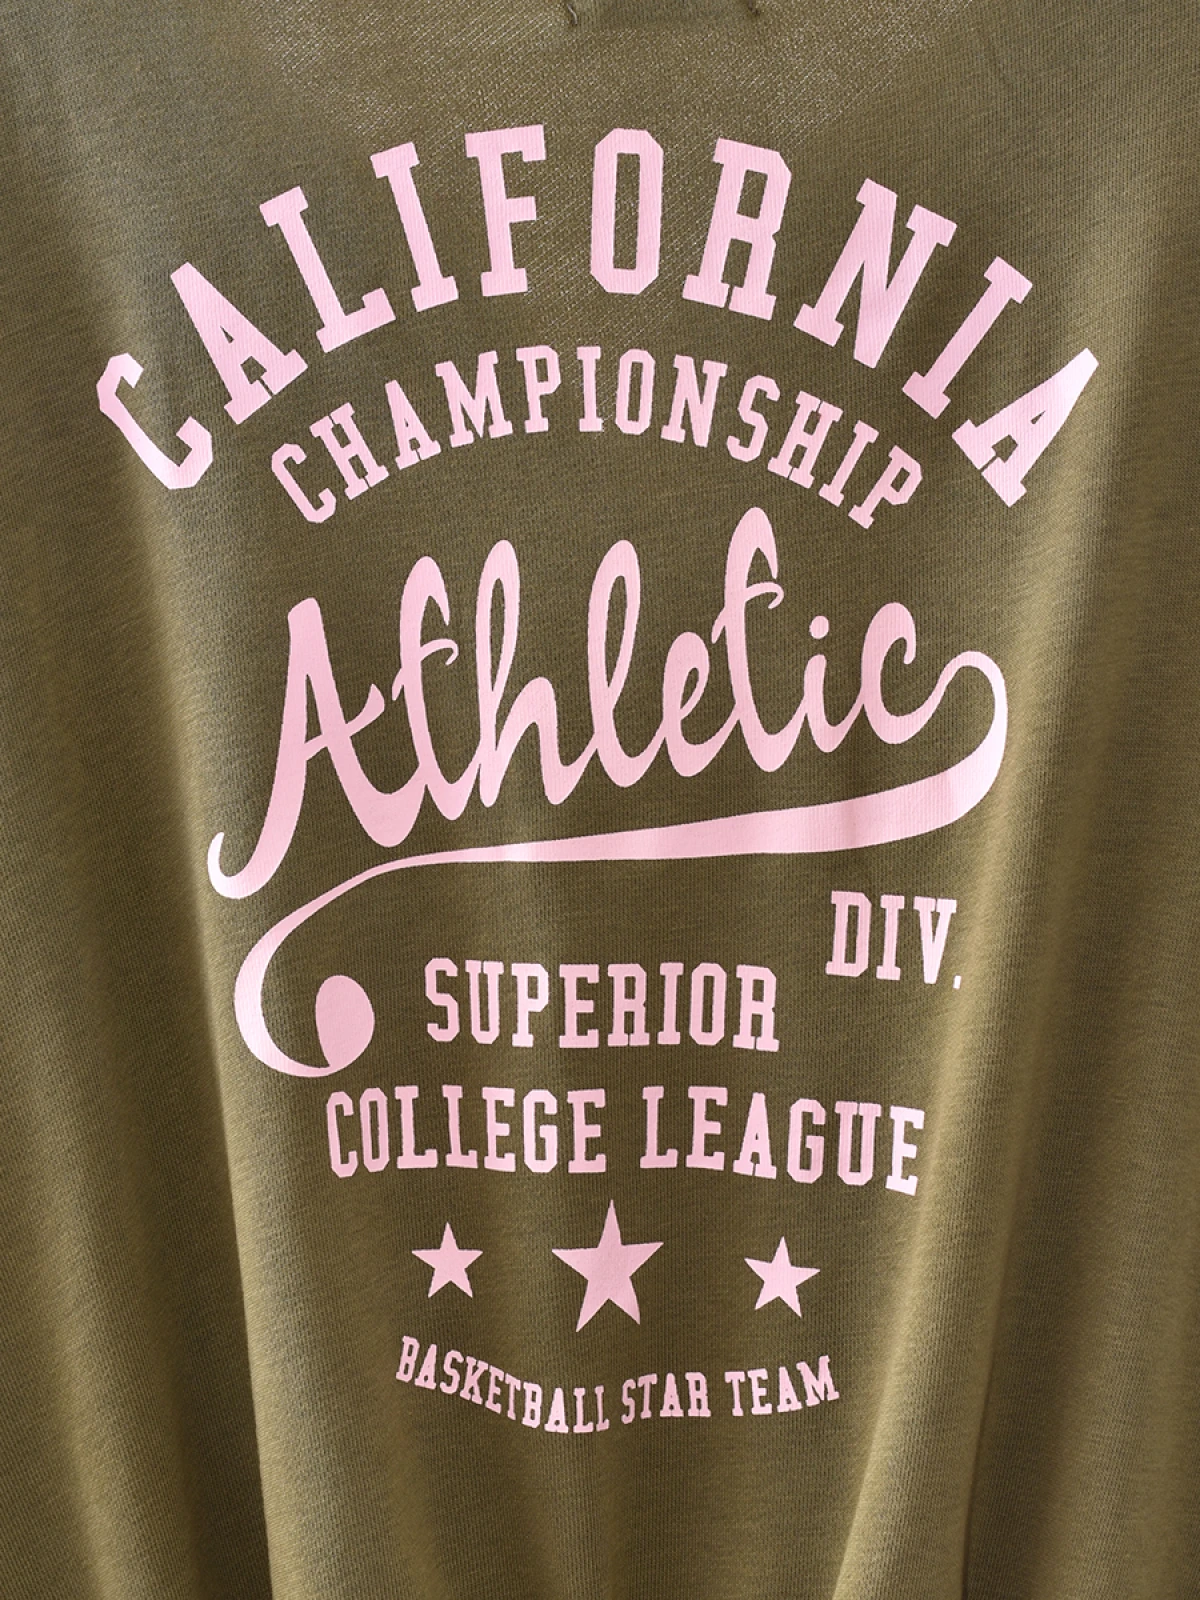 CALIFORNIA
CHAMPIONSHIP
Athletic
DIV.
SUPERIOR
COLLEGE LEAGUE
BASKETBALL STAR TEAM